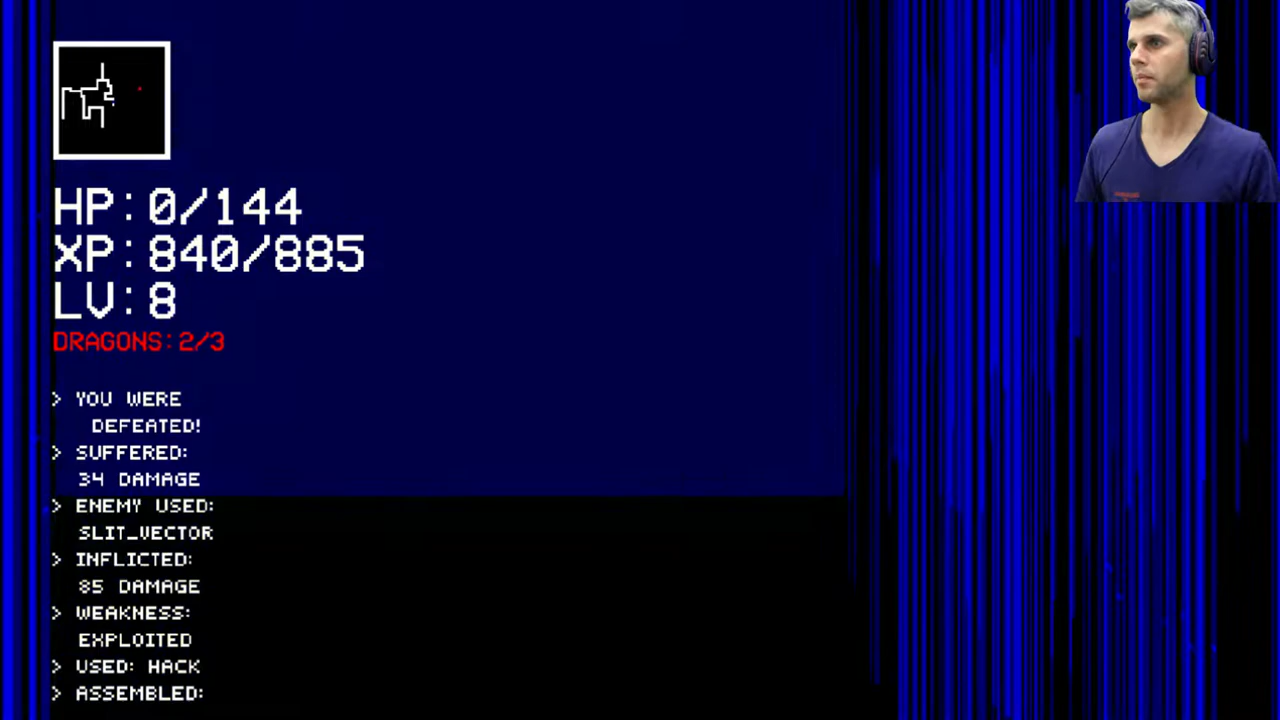 HP: 0/144
XP: 840/885
LV: 8
DRAGONS: 2/3
> YOU WERE
DEFEATED!
> SUFFERED:
34 DAMAGE
> ENEMY USED:
SLIT_VECTOR
> INFLICTED:
85 DAMAGE
> WEAKNESS:
EXPLOITED
> USED: HACK
> ASSEMBLED: